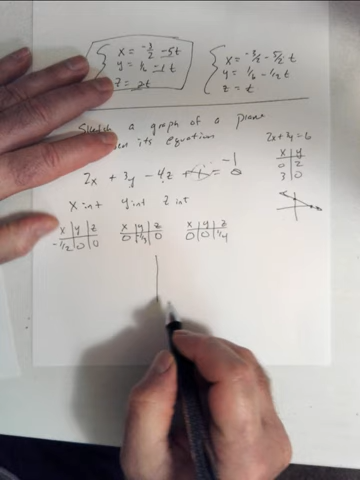 x = -3/2 - 5t
y = 1/2 - 1t
z = 2t
x = -3/2 - 5/2 t
y = 1/2 - 1/2 t
z = t
Sketch a graph of a plane
its equation
2x + 3y = 6
x y
0 2
3 0
2x + 3y - 4z + 1 = 0 -1
x int y int z int
x y z
-1/2 0 0
x y z
0 -1/3 0
x y z
0 0 1/4